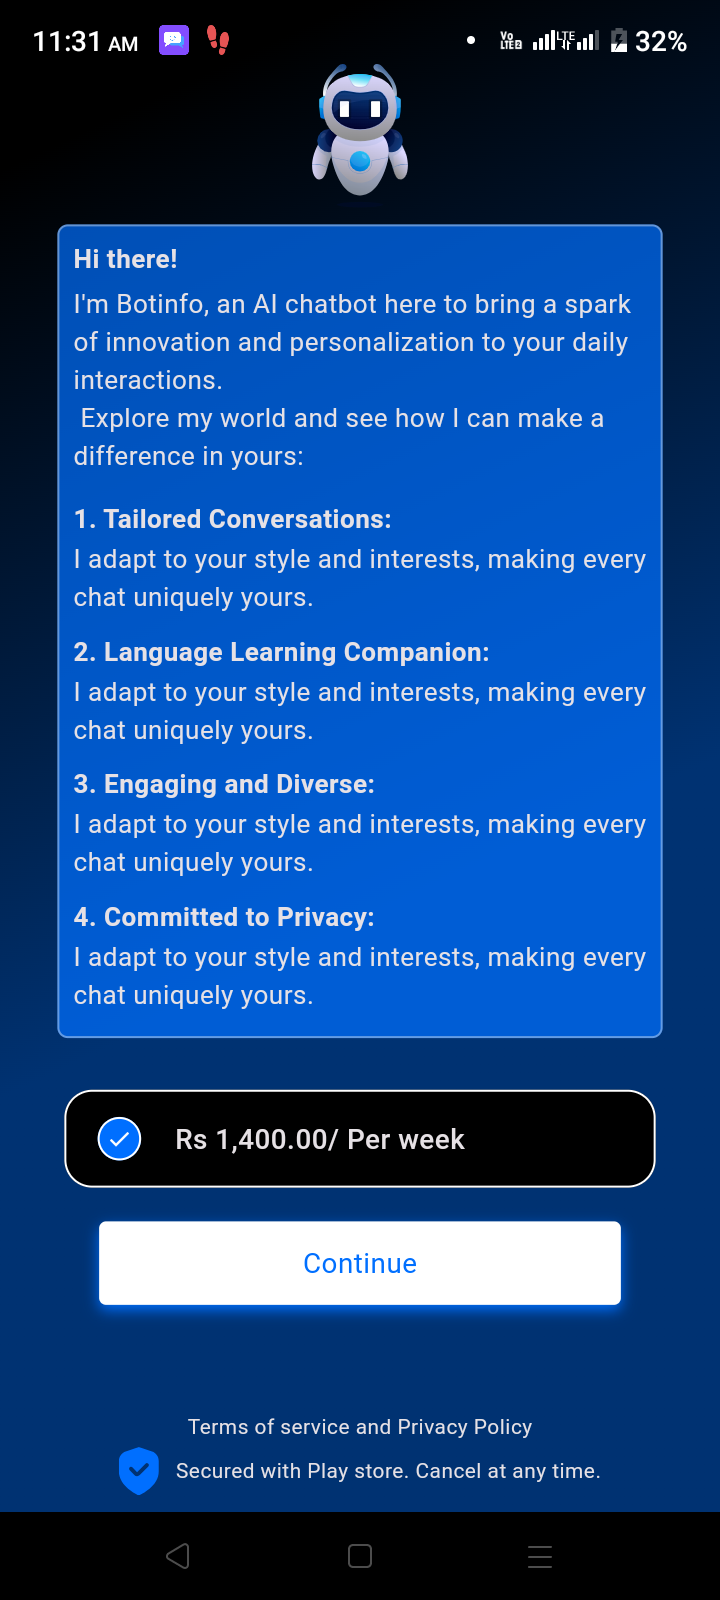 11:31 AM
Vo LTE2 LTE 32%
Hi there!
I'm Botinfo, an AI chatbot here to bring a spark
of innovation and personalization to your daily
interactions.
Explore my world and see how I can make a
difference in yours:
1. Tailored Conversations:
I adapt to your style and interests, making every
chat uniquely yours.
2. Language Learning Companion:
I adapt to your style and interests, making every
chat uniquely yours.
3. Engaging and Diverse:
I adapt to your style and interests, making every
chat uniquely yours.
4. Committed to Privacy:
I adapt to your style and interests, making every
chat uniquely yours.
Rs 1,400.00/ Per week
Continue
Terms of service and Privacy Policy
Secured with Play store. Cancel at any time.